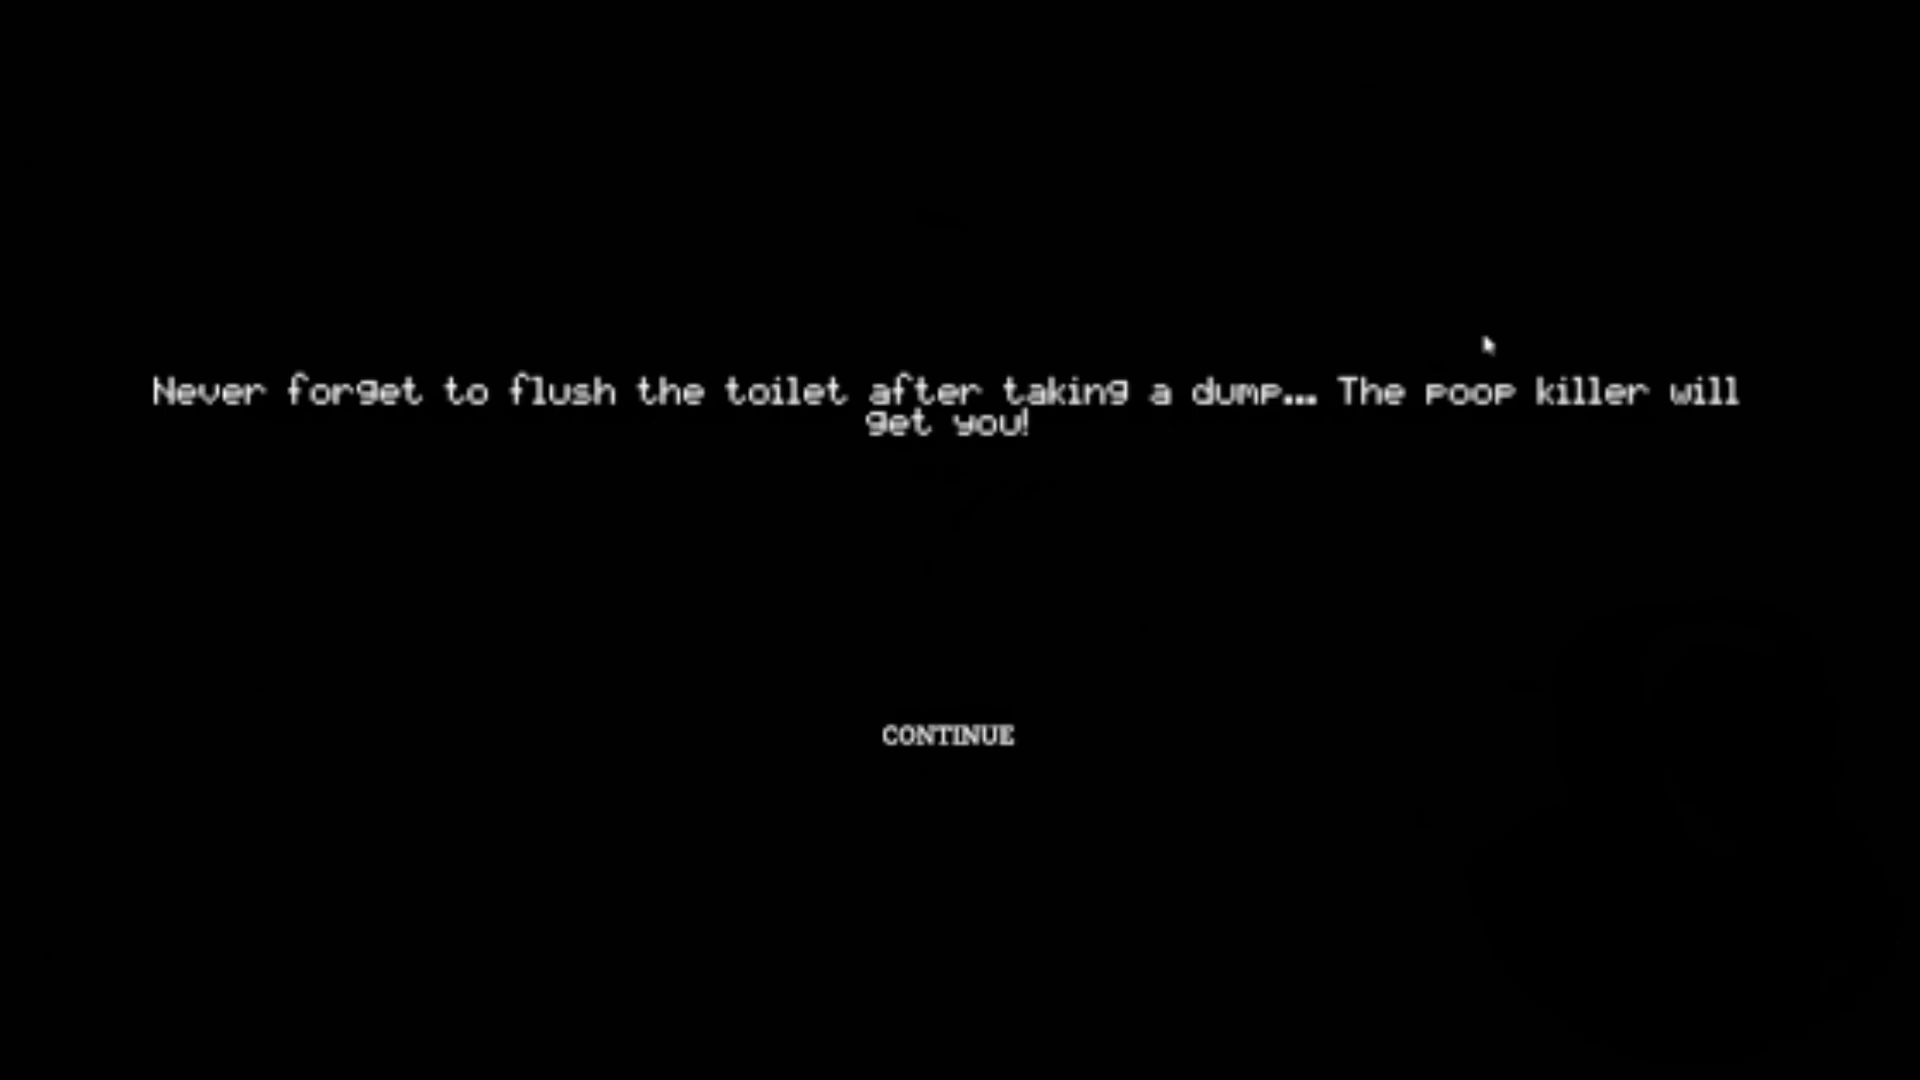 Never forget to flush the toilet after taking a dump... The poop killer will
get you!
CONTINUE